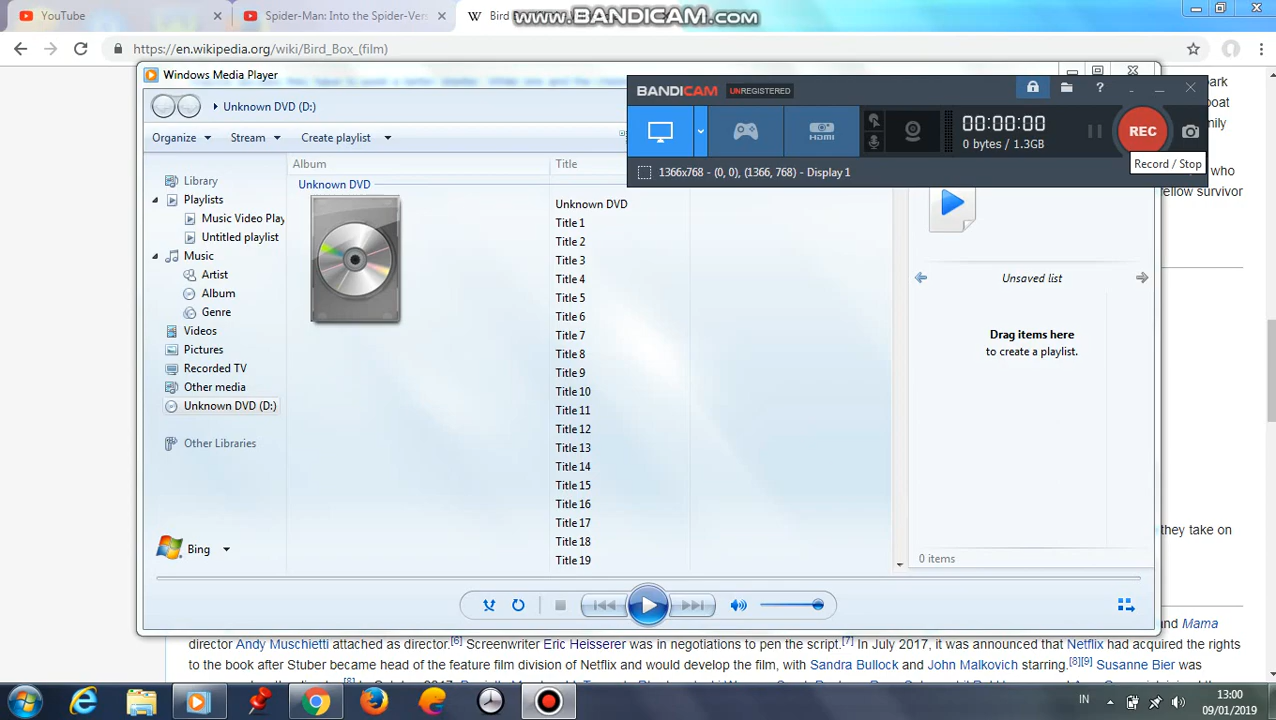 YouTube
Spider-Man: Into the Spider-Vers
Bird B
www.BANDICAM.com
https://en.wikipedia.org/wiki/Bird_Box_(film)
Windows Media Player
BANDICAM UNREGISTERED
?
Unknown DVD (D:)
Organize Stream Create playlist
HDMI
00:00:00
0 bytes / 1.3GB
REC
Record / Stop
1366x768 - (0, 0), (1366, 768) - Display 1
ark
oat
mily
who
ellow survivor
Album Title
Library
Playlists
Music Video Play
Untitled playlist
Music
Artist
Album
Genre
Videos
Pictures
Recorded TV
Other media
Unknown DVD (D:)
Other Libraries
Bing
Unknown DVD
Unknown DVD
Title 1
Title 2
Title 3
Title 4
Title 5
Title 6
Title 7
Title 8
Title 9
Title 10
Title 11
Title 12
Title 13
Title 14
Title 15
Title 16
Title 17
Title 18
Title 19
Unsaved list
Drag items here
to create a playlist.
0 items
they take on
and Mama
director Andy Muschietti attached as director.[6] Screenwriter Eric Heisserer was in negotiations to pen the script.[7] In July 2017, it was announced that Netflix had acquired the rights
to the book after Stuber became head of the feature film division of Netflix and would develop the film, with Sandra Bullock and John Malkovich starring.[8][9] Susanne Bier was
IN
13:00
09/01/2019